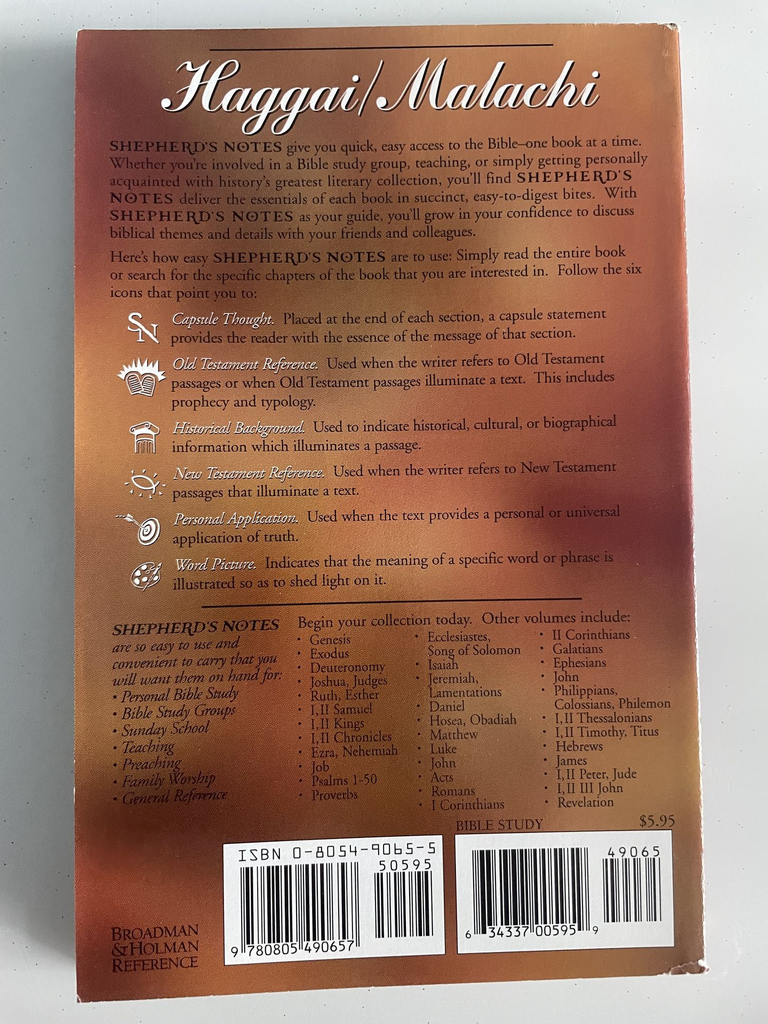 Haggai/Malachi
SHEPHERD'S NOTES give you quick, easy access to the Bible–one book at a time.
Whether you're involved in a Bible study group, teaching, or simply getting personally
acquainted with history's greatest literary collection, you'll find SHEPHERD'S
NOTES deliver the essentials of each book in succinct, easy-to-digest bites. With
SHEPHERD'S NOTES as your guide, you'll grow in your confidence to discuss
biblical themes and details with your friends and colleagues.
Here's how easy SHEPHERD'S NOTES are to use: Simply read the entire book
or search for the specific chapters of the book that you are interested in. Follow the six
icons that point you to:
SN
Capsule Thought. Placed at the end of each section, a capsule statement
provides the reader with the essence of the message of that section.
Old Testament Reference. Used when the writer refers to Old Testament
passages or when Old Testament passages illuminate a text. This includes
prophecy and typology.
Historical Background. Used to indicate historical, cultural, or biographical
information which illuminates a passage.
New Testament Reference. Used when the writer refers to New Testament
passages that illuminate a text.
Personal Application. Used when the text provides a personal or universal
application of truth.
Word Picture. Indicates that the meaning of a specific word or phrase is
illustrated so as to shed light on it.
SHEPHERD'S NOTES
are so easy to use and
convenient to carry that you
will want them on hand for:
• Personal Bible Study
• Bible Study Groups
• Sunday School
• Teaching
• Preaching
• Family Worship
• General Reference
Begin your collection today. Other volumes include:
• Genesis
• Exodus
• Deuteronomy
• Joshua, Judges
• Ruth, Esther
• I,II Samuel
• I,II Kings
• I,II Chronicles
• Ezra, Nehemiah
• Job
• Psalms 1-50
• Proverbs
• Ecclesiastes,
Song of Solomon
• Isaiah
• Jeremiah,
Lamentations
• Daniel
• Hosea, Obadiah
• Matthew
• Luke
• John
• Acts
• Romans
• I Corinthians
• II Corinthians
• Galatians
• Ephesians
• John
• Philippians,
Colossians, Philemon
• I,II Thessalonians
• I,II Timothy, Titus
• Hebrews
• James
• I,II Peter, Jude
• I,II III John
• Revelation
BIBLE STUDY $5.95
ISBN 0-8054-9065-5
50595
9 780805 490657
49065
6 34337 00595 9
BROADMAN
&HOLMAN
REFERENCE